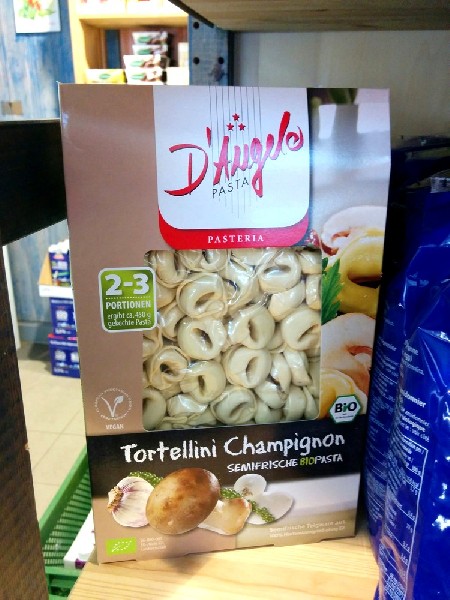 D'Angelo
PASTA
PASTERIA
2-3
PORTIONEN
ergibt ca. 450 g
gekochte Pasta
VEGAN
BIO
Tortellini Champignon
SEMIFRISCHE BIOPASTA